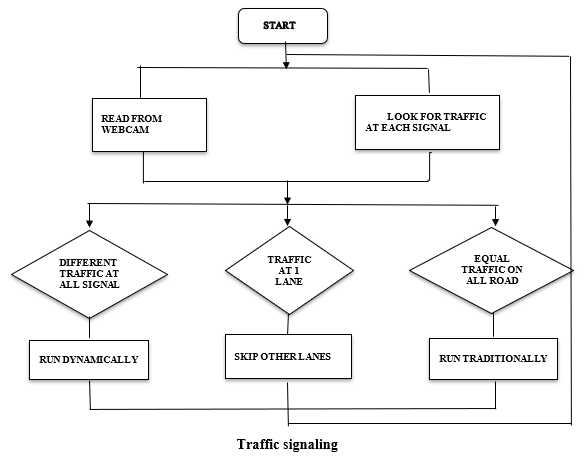 START
READ FROM
WEBCAM
LOOK FOR TRAFFIC
AT EACH SIGNAL
DIFFERENT
TRAFFIC AT
ALL SIGNAL
TRAFFIC
AT 1
LANE
EQUAL
TRAFFIC ON
ALL ROAD
RUN DYNAMICALLY
SKIP OTHER LANES
RUN TRADITIONALLY
Traffic signaling